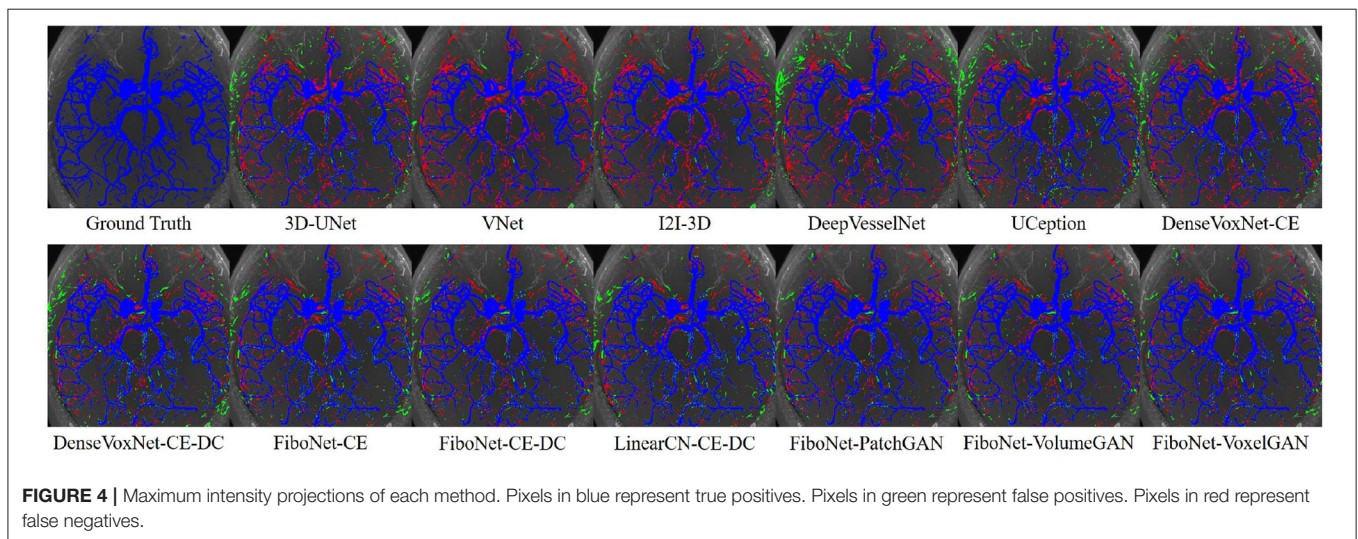 Ground Truth
3D-UNet
VNet
I2I-3D
DeepVesselNet
UCeption
DenseVoxNet-CE
DenseVoxNet-CE-DC
FiboNet-CE
FiboNet-CE-DC
LinearCN-CE-DC
FiboNet-PatchGAN
FiboNet-VolumeGAN
FiboNet-VoxelGAN
FIGURE 4 | Maximum intensity projections of each method. Pixels in blue represent true positives. Pixels in green represent false positives. Pixels in red represent
false negatives.